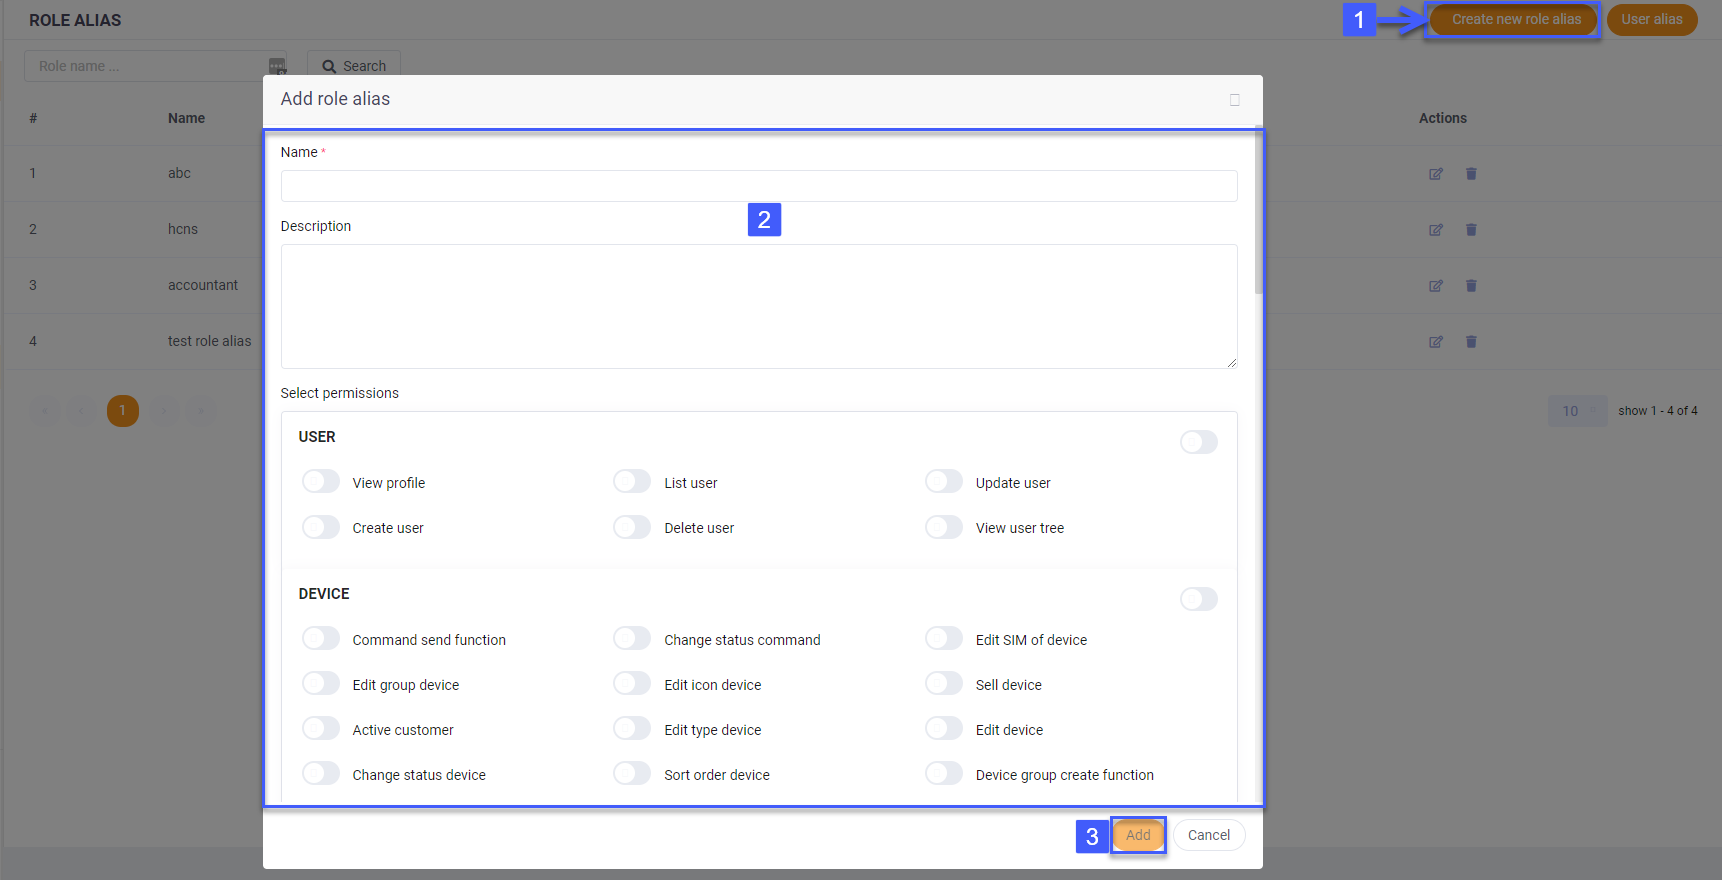 ROLE ALIAS
1
Create new role alias
User alias
Role name ...
Search
Add role alias
# Name Actions
Name *
1 abc
2
2 hcns
Description
3 accountant
4 test role alias
Select permissions
1
10 show 1 - 4 of 4
USER
View profile List user Update user
Create user Delete user View user tree
DEVICE
Command send function Change status command Edit SIM of device
Edit group device Edit icon device Sell device
Active customer Edit type device Edit device
Change status device Sort order device Device group create function
3 Add Cancel